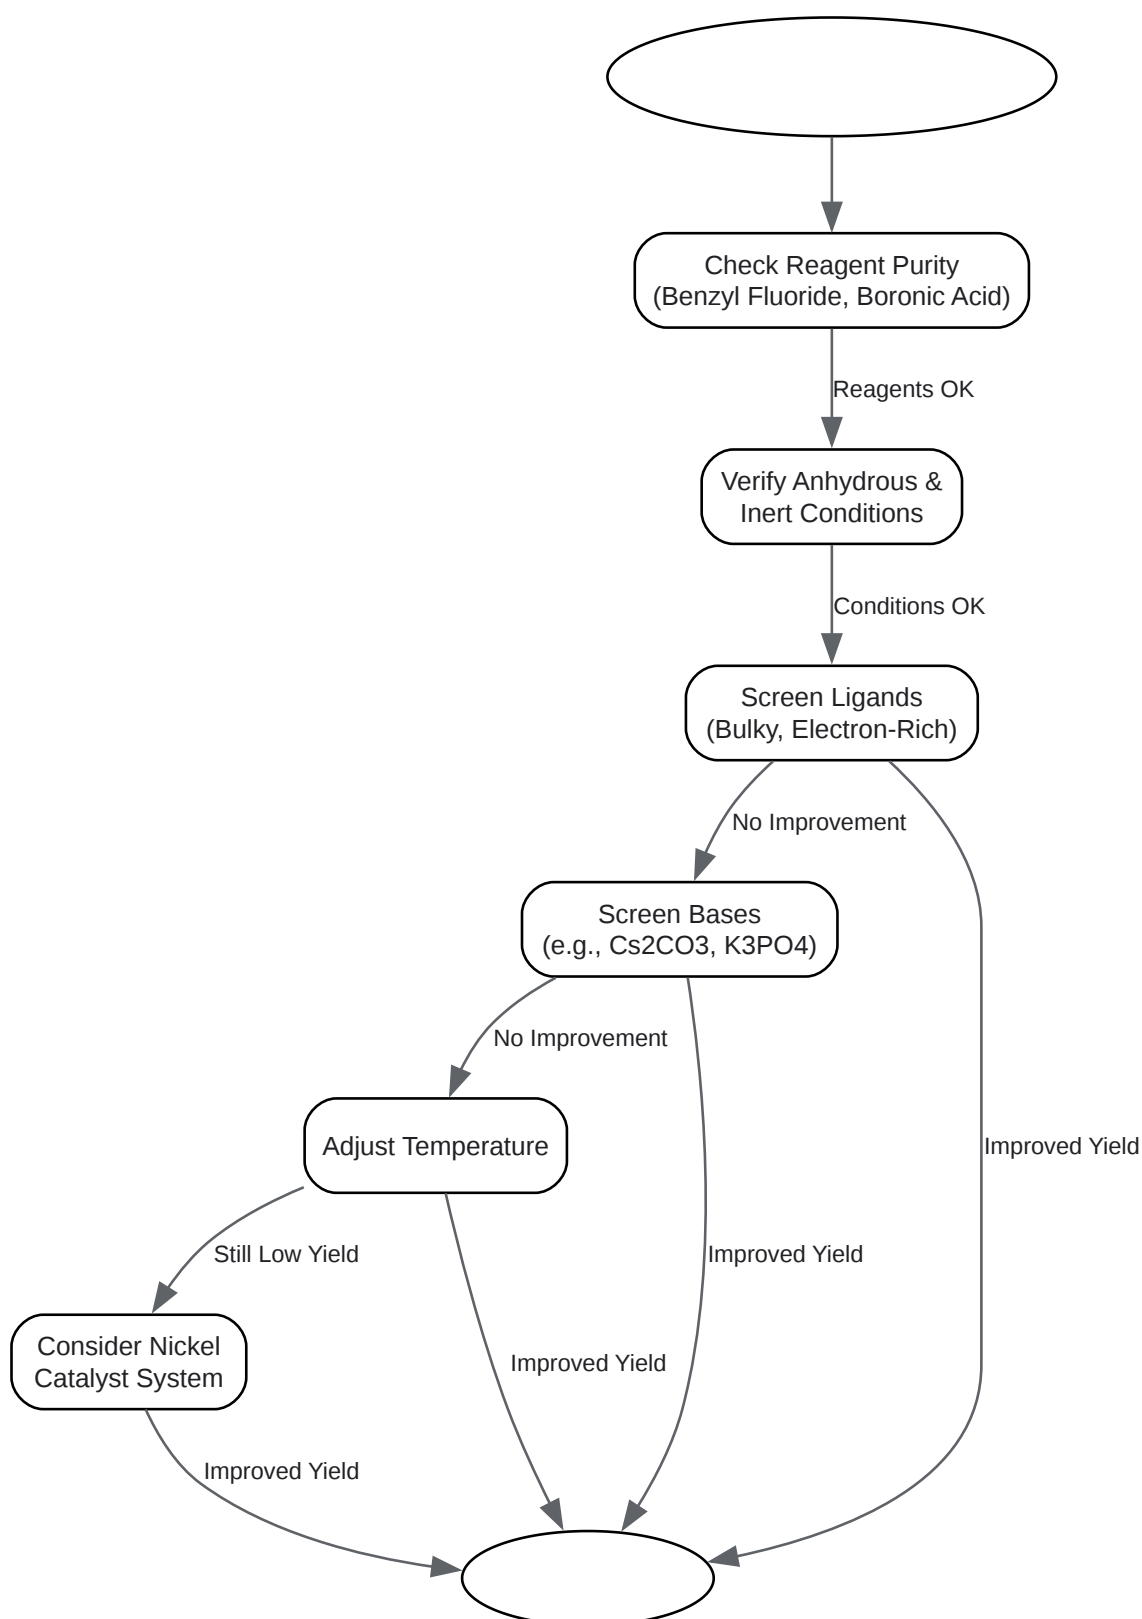 Check Reagent Purity
(Benzyl Fluoride, Boronic Acid)
Reagents OK
Verify Anhydrous &
Inert Conditions
Conditions OK
Screen Ligands
(Bulky, Electron-Rich)
No Improvement
Screen Bases
(e.g., Cs2CO3, K3PO4)
No Improvement
Adjust Temperature
Improved Yield
Still Low Yield
Improved Yield
Consider Nickel
Catalyst System
Improved Yield
Improved Yield